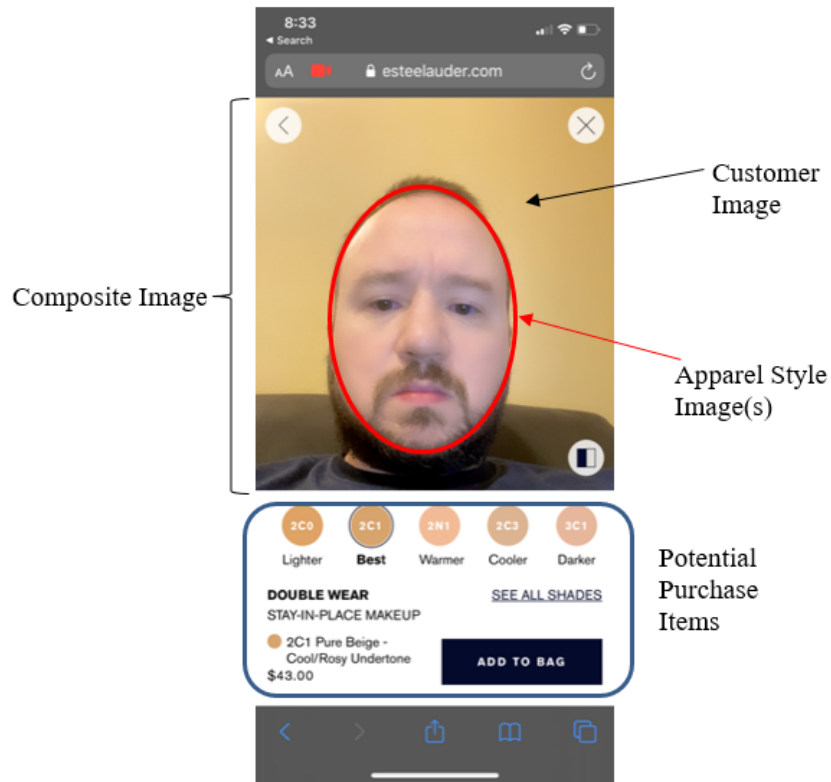 8:33
◀ Search
AA
esteelauder.com
Customer
Image
Composite Image
Apparel Style
Image(s)
2C0 2C1 2N1 2C3 3C1
Lighter Best Warmer Cooler Darker
DOUBLE WEAR SEE ALL SHADES
STAY-IN-PLACE MAKEUP
2C1 Pure Beige -
Cool/Rosy Undertone
$43.00
ADD TO BAG
Potential
Purchase
Items